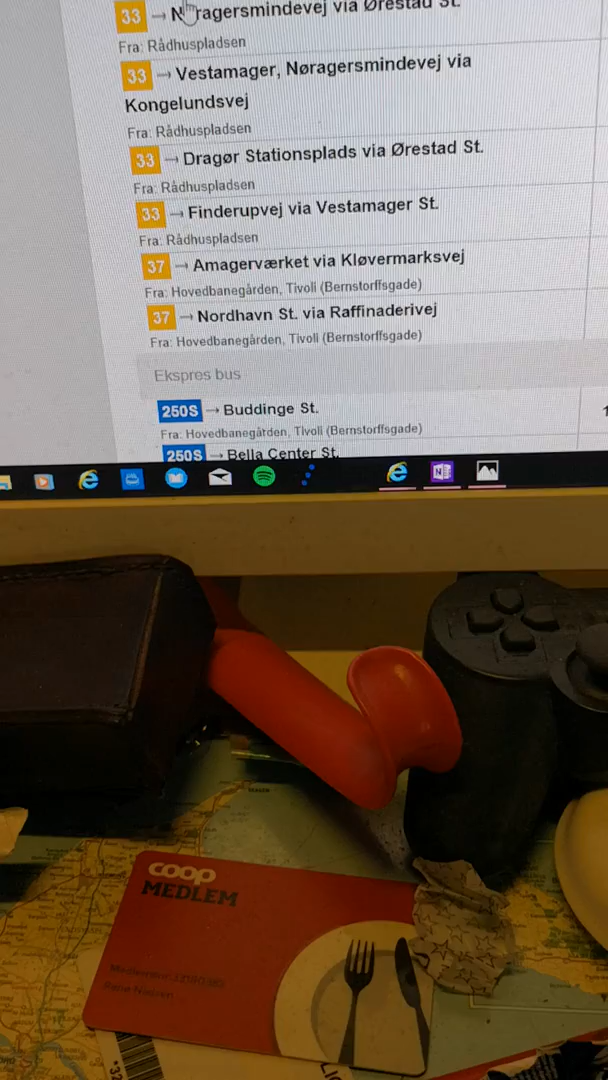 33 → Nøragersmindevej via Ørestad St.
Fra: Rådhuspladsen
33 → Vestamager, Nøragersmindevej via
Kongelundsvej
Fra: Rådhuspladsen
33 → Dragør Stationsplads via Ørestad St.
Fra: Rådhuspladsen
33 → Finderupvej via Vestamager St.
Fra: Rådhuspladsen
37 → Amagerværket via Kløvermarksvej
Fra: Hovedbanegården, Tivoli (Bernstorffsgade)
37 → Nordhavn St. via Raffinaderivej
Fra: Hovedbanegården, Tivoli (Bernstorffsgade)
Ekspres bus
250S → Buddinge St.
Fra: Hovedbanegården, Tivoli (Bernstorffsgade)
250S → Bella Center St.
coop
MEDLEM